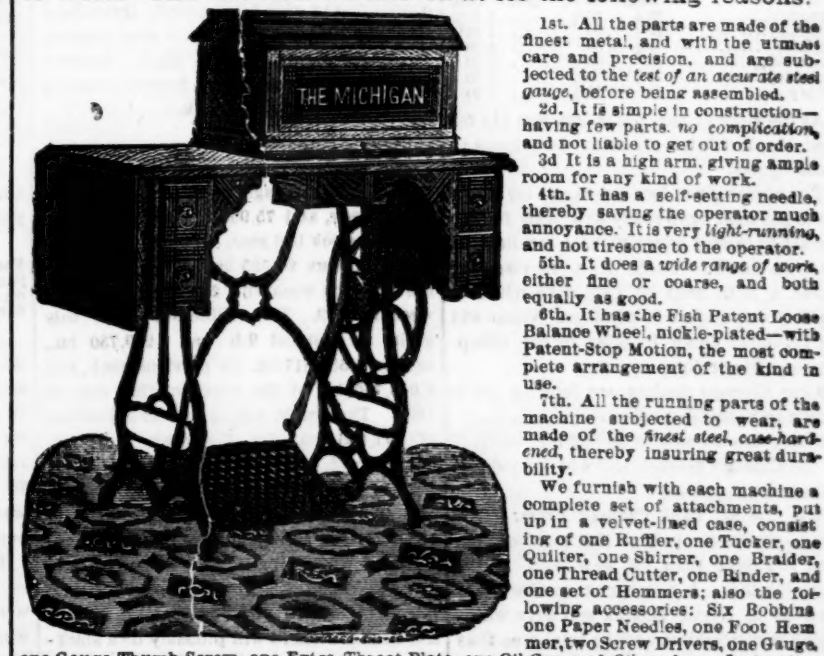 for the following reasons:
THE MICHIGAN
1st. All the parts are made of the
finest metal, and with the utmost
care and precision, and are sub-
jected to the test of an accurate steel
gauge, before being assembled.
2d. It is simple in construction—
having few parts. no complication,
and not liable to get out of order.
3d It is a high arm, giving ample
room for any kind of work.
4th. It has a self-setting needle,
thereby saving the operator much
annoyance. It is very light-running,
and not tiresome to the operator.
5th. It does a wide range of work,
either fine or coarse, and both
equally as good.
6th. It has the Fish Patent Loose
Balance Wheel, nickle-plated—with
Patent-Stop Motion, the most com-
plete arrangement of the kind in
use.
7th. All the running parts of the
machine subjected to wear, are
made of the finest steel, case-hard-
ened, thereby insuring great dura-
bility.
We furnish with each machine a
complete set of attachments, put
up in a velvet-lined case, consist
ing of one Ruffler, one Tucker, one
Quilter, one Shirrer, one Braider,
one Thread Cutter, one Binder, and
one set of Hemmers; also the fol-
lowing accessories: Six Bobbins
one Paper Needles, one Foot Hem
mer, two Screw Drivers, one Gauge